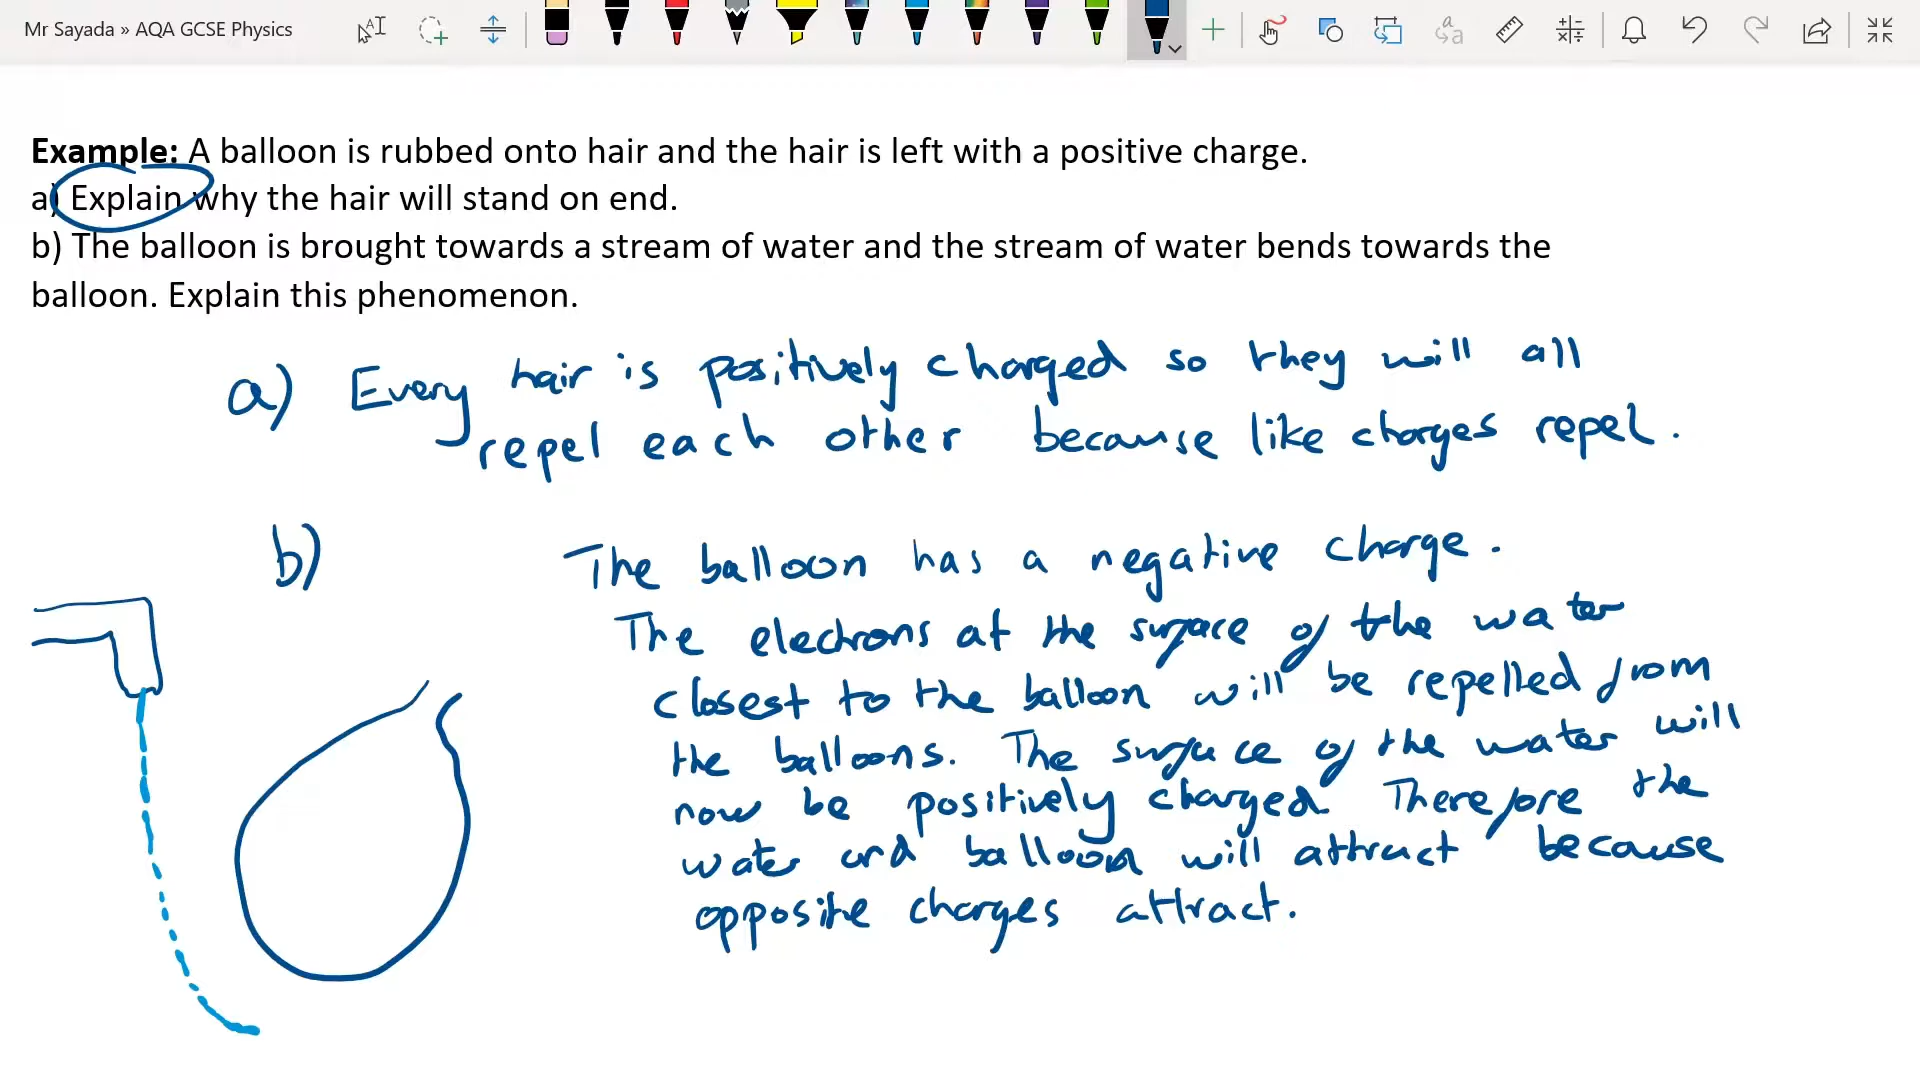 Mr Sayada » AQA GCSE Physics
Example: A balloon is rubbed onto hair and the hair is left with a positive charge.
a) Explain why the hair will stand on end.
b) The balloon is brought towards a stream of water and the stream of water bends towards the
balloon. Explain this phenomenon.
a) Every hair is positively charged so they will all
repel each other because like charges repel.
b) The balloon has a negative charge.
The electrons at the surface of the water
closest to the balloon will be repelled from
the balloons. The surface of the water will
now be positively charged. Therefore the
water and balloon will attract because
opposite charges attract.